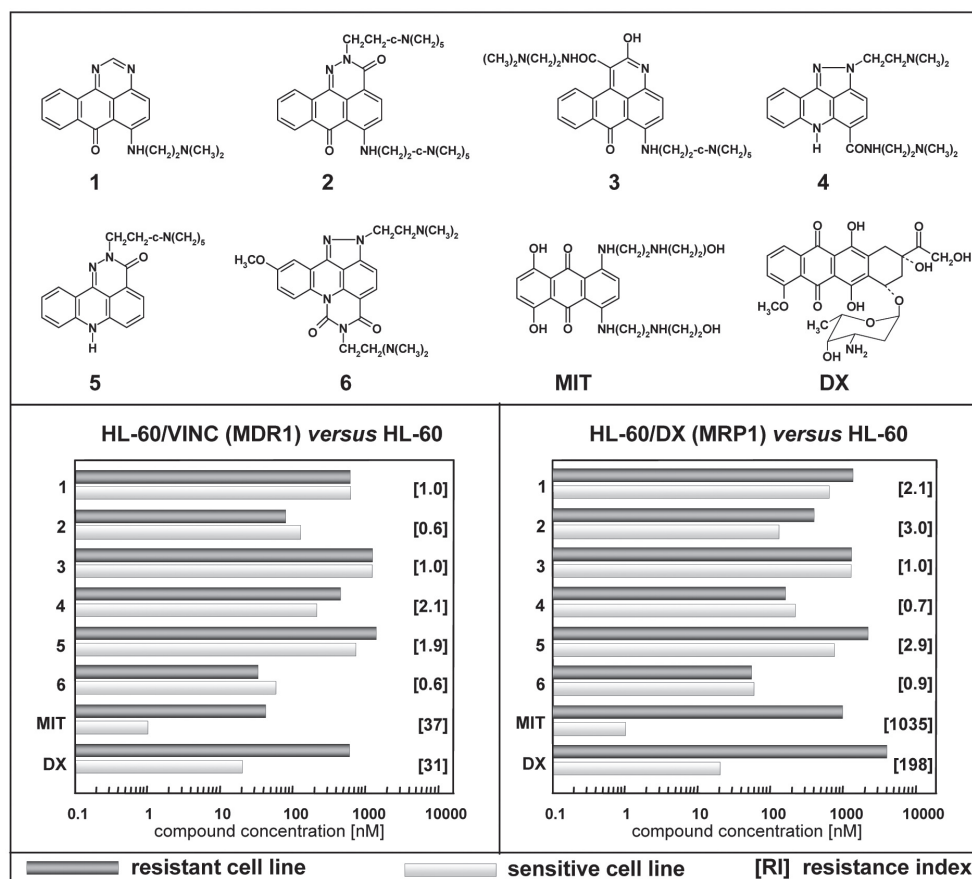 N N
O NH(CH₂)₂N(CH₃)₂
1
CH₂CH₂-c-N(CH₂)₅
N N O
O NH(CH₂)₂-c-N(CH₂)₅
2
OH
(CH₃)₂N(CH₂)₂NHOC N
O NH(CH₂)₂-c-N(CH₂)₅
3
N N CH₂CH₂N(CH₃)₂
N
H CONH(CH₂)₂N(CH₃)₂
4
CH₂CH₂-c-N(CH₂)₅
N N O
N
H
5
N N CH₂CH₂N(CH₃)₂
H₃CO
N
O N O
CH₂CH₂N(CH₃)₂
6
OH O NH(CH₂)₂NH(CH₂)₂OH
OH O NH(CH₂)₂NH(CH₂)₂OH
MIT
O OH O
CH₂OH
OH
H₃CO O OH O
H₃C O
OH NH₂
DX
HL-60/VINC (MDR1) versus HL-60
1 [1.0]
2 [0.6]
3 [1.0]
4 [2.1]
5 [1.9]
6 [0.6]
MIT [37]
DX [31]
0.1 1 10 100 1000 10000
compound concentration [nM]
HL-60/DX (MRP1) versus HL-60
1 [2.1]
2 [3.0]
3 [1.0]
4 [0.7]
5 [2.9]
6 [0.9]
MIT [1035]
DX [198]
0.1 1 10 100 1000 10000
compound concentration [nM]
resistant cell line sensitive cell line [RI] resistance index